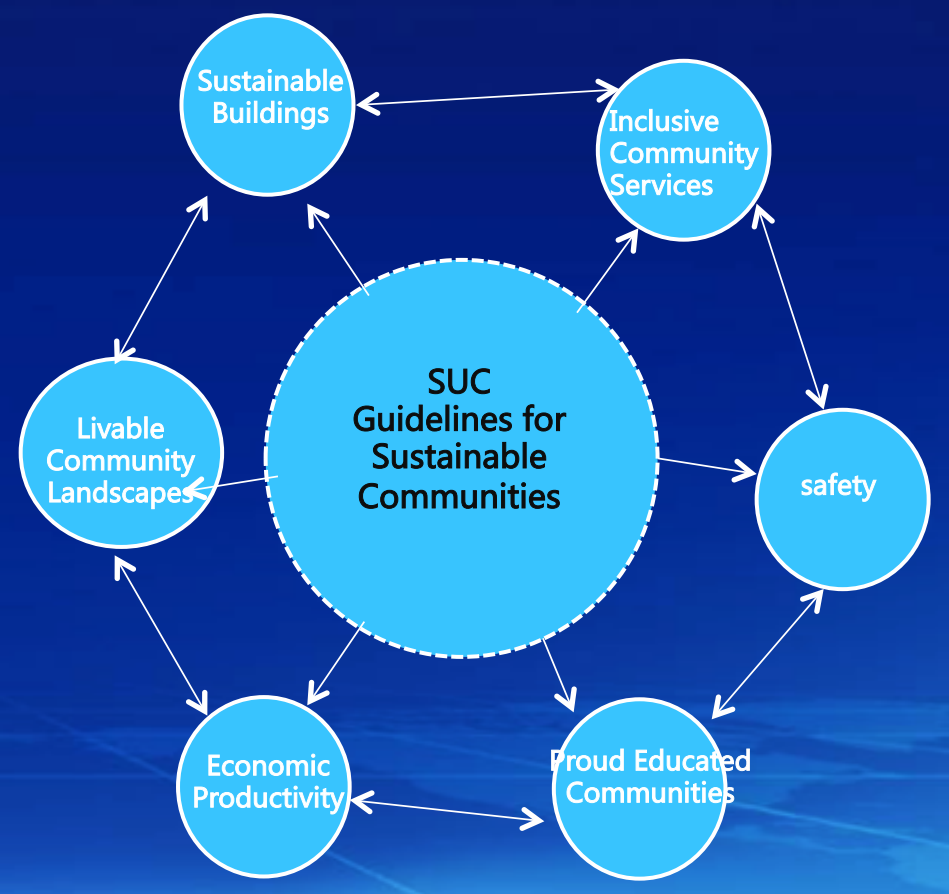 Sustainable
Buildings
Inclusive
Community
Services
SUC
Guidelines for
Sustainable
Communities
Livable
Community
Landscapes
safety
Economic
Productivity
Proud Educated
Communities